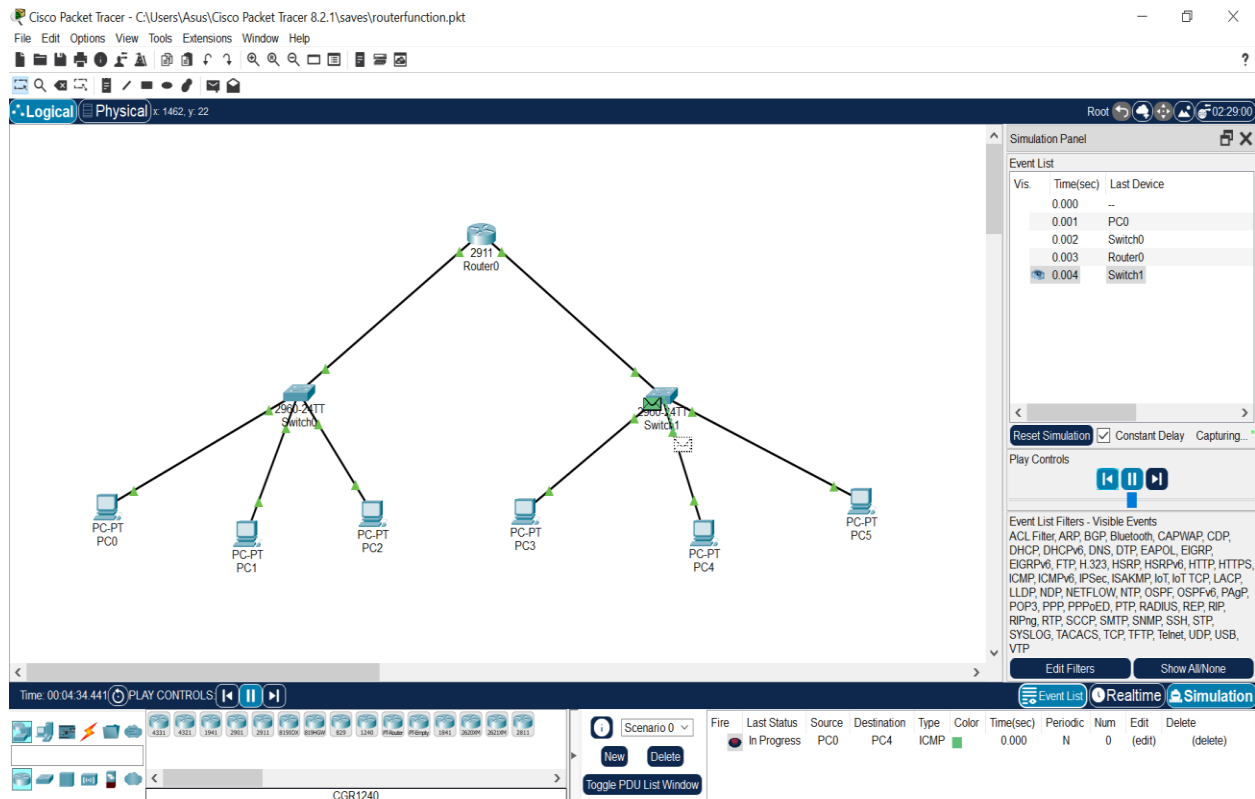 Cisco Packet Tracer - C:\Users\Asus\Cisco Packet Tracer 8.2.1\saves\routerfunction.pkt
File Edit Options View Tools Extensions Window Help
?
Logical Physical x: 1462, y: 22
Root 02:29:00
2911
Router0
2960-24TT
Switch0
2960-24TT
Switch1
PC-PT
PC0
PC-PT
PC1
PC-PT
PC2
PC-PT
PC3
PC-PT
PC4
PC-PT
PC5
Simulation Panel
Event List
Vis. Time(sec) Last Device
0.000 --
0.001 PC0
0.002 Switch0
0.003 Router0
0.004 Switch1
Reset Simulation Constant Delay Capturing...
Play Controls
Event List Filters - Visible Events
ACL Filter, ARP, BGP, Bluetooth, CAPWAP, CDP,
DHCP, DHCPv6, DNS, DTP, EAPOL, EIGRP,
EIGRPv6, FTP, H.323, HSRP, HSRPv6, HTTP, HTTPS,
ICMP, ICMPv6, IPSec, ISAKMP, IoT, IoT TCP, LACP,
LLDP, NDP, NETFLOW, NTP, OSPF, OSPFv6, PAgP,
POP3, PPP, PPPoED, PTP, RADIUS, REP, RIP,
RIPng, RTP, SCCP, SMTP, SNMP, SSH, STP,
SYSLOG, TACACS, TCP, TFTP, Telnet, UDP, USB,
VTP
Edit Filters Show All/None
Time: 00:04:34.441 PLAY CONTROLS:
Event List Realtime Simulation
4331 4321 1941 2901 2911 819IOX 819HGW 829 1240 PT-Router PT-Empty 1841 2620XM 2621XM 2811
CGR1240
Scenario 0
New Delete
Toggle PDU List Window
Fire Last Status Source Destination Type Color Time(sec) Periodic Num Edit Delete
In Progress PC0 PC4 ICMP 0.000 N 0 (edit) (delete)